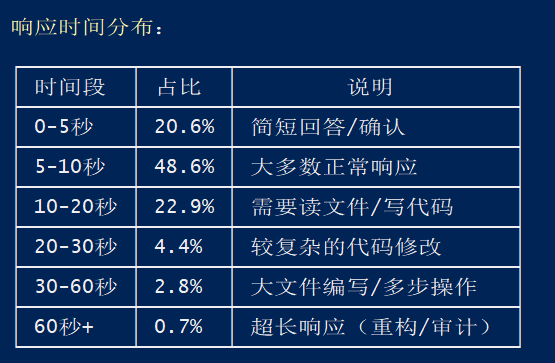 响应时间分布：
时间段 占比 说明
0-5秒 20.6% 简短回答/确认
5-10秒 48.6% 大多数正常响应
10-20秒 22.9% 需要读文件/写代码
20-30秒 4.4% 较复杂的代码修改
30-60秒 2.8% 大文件编写/多步操作
60秒+ 0.7% 超长响应（重构/审计）